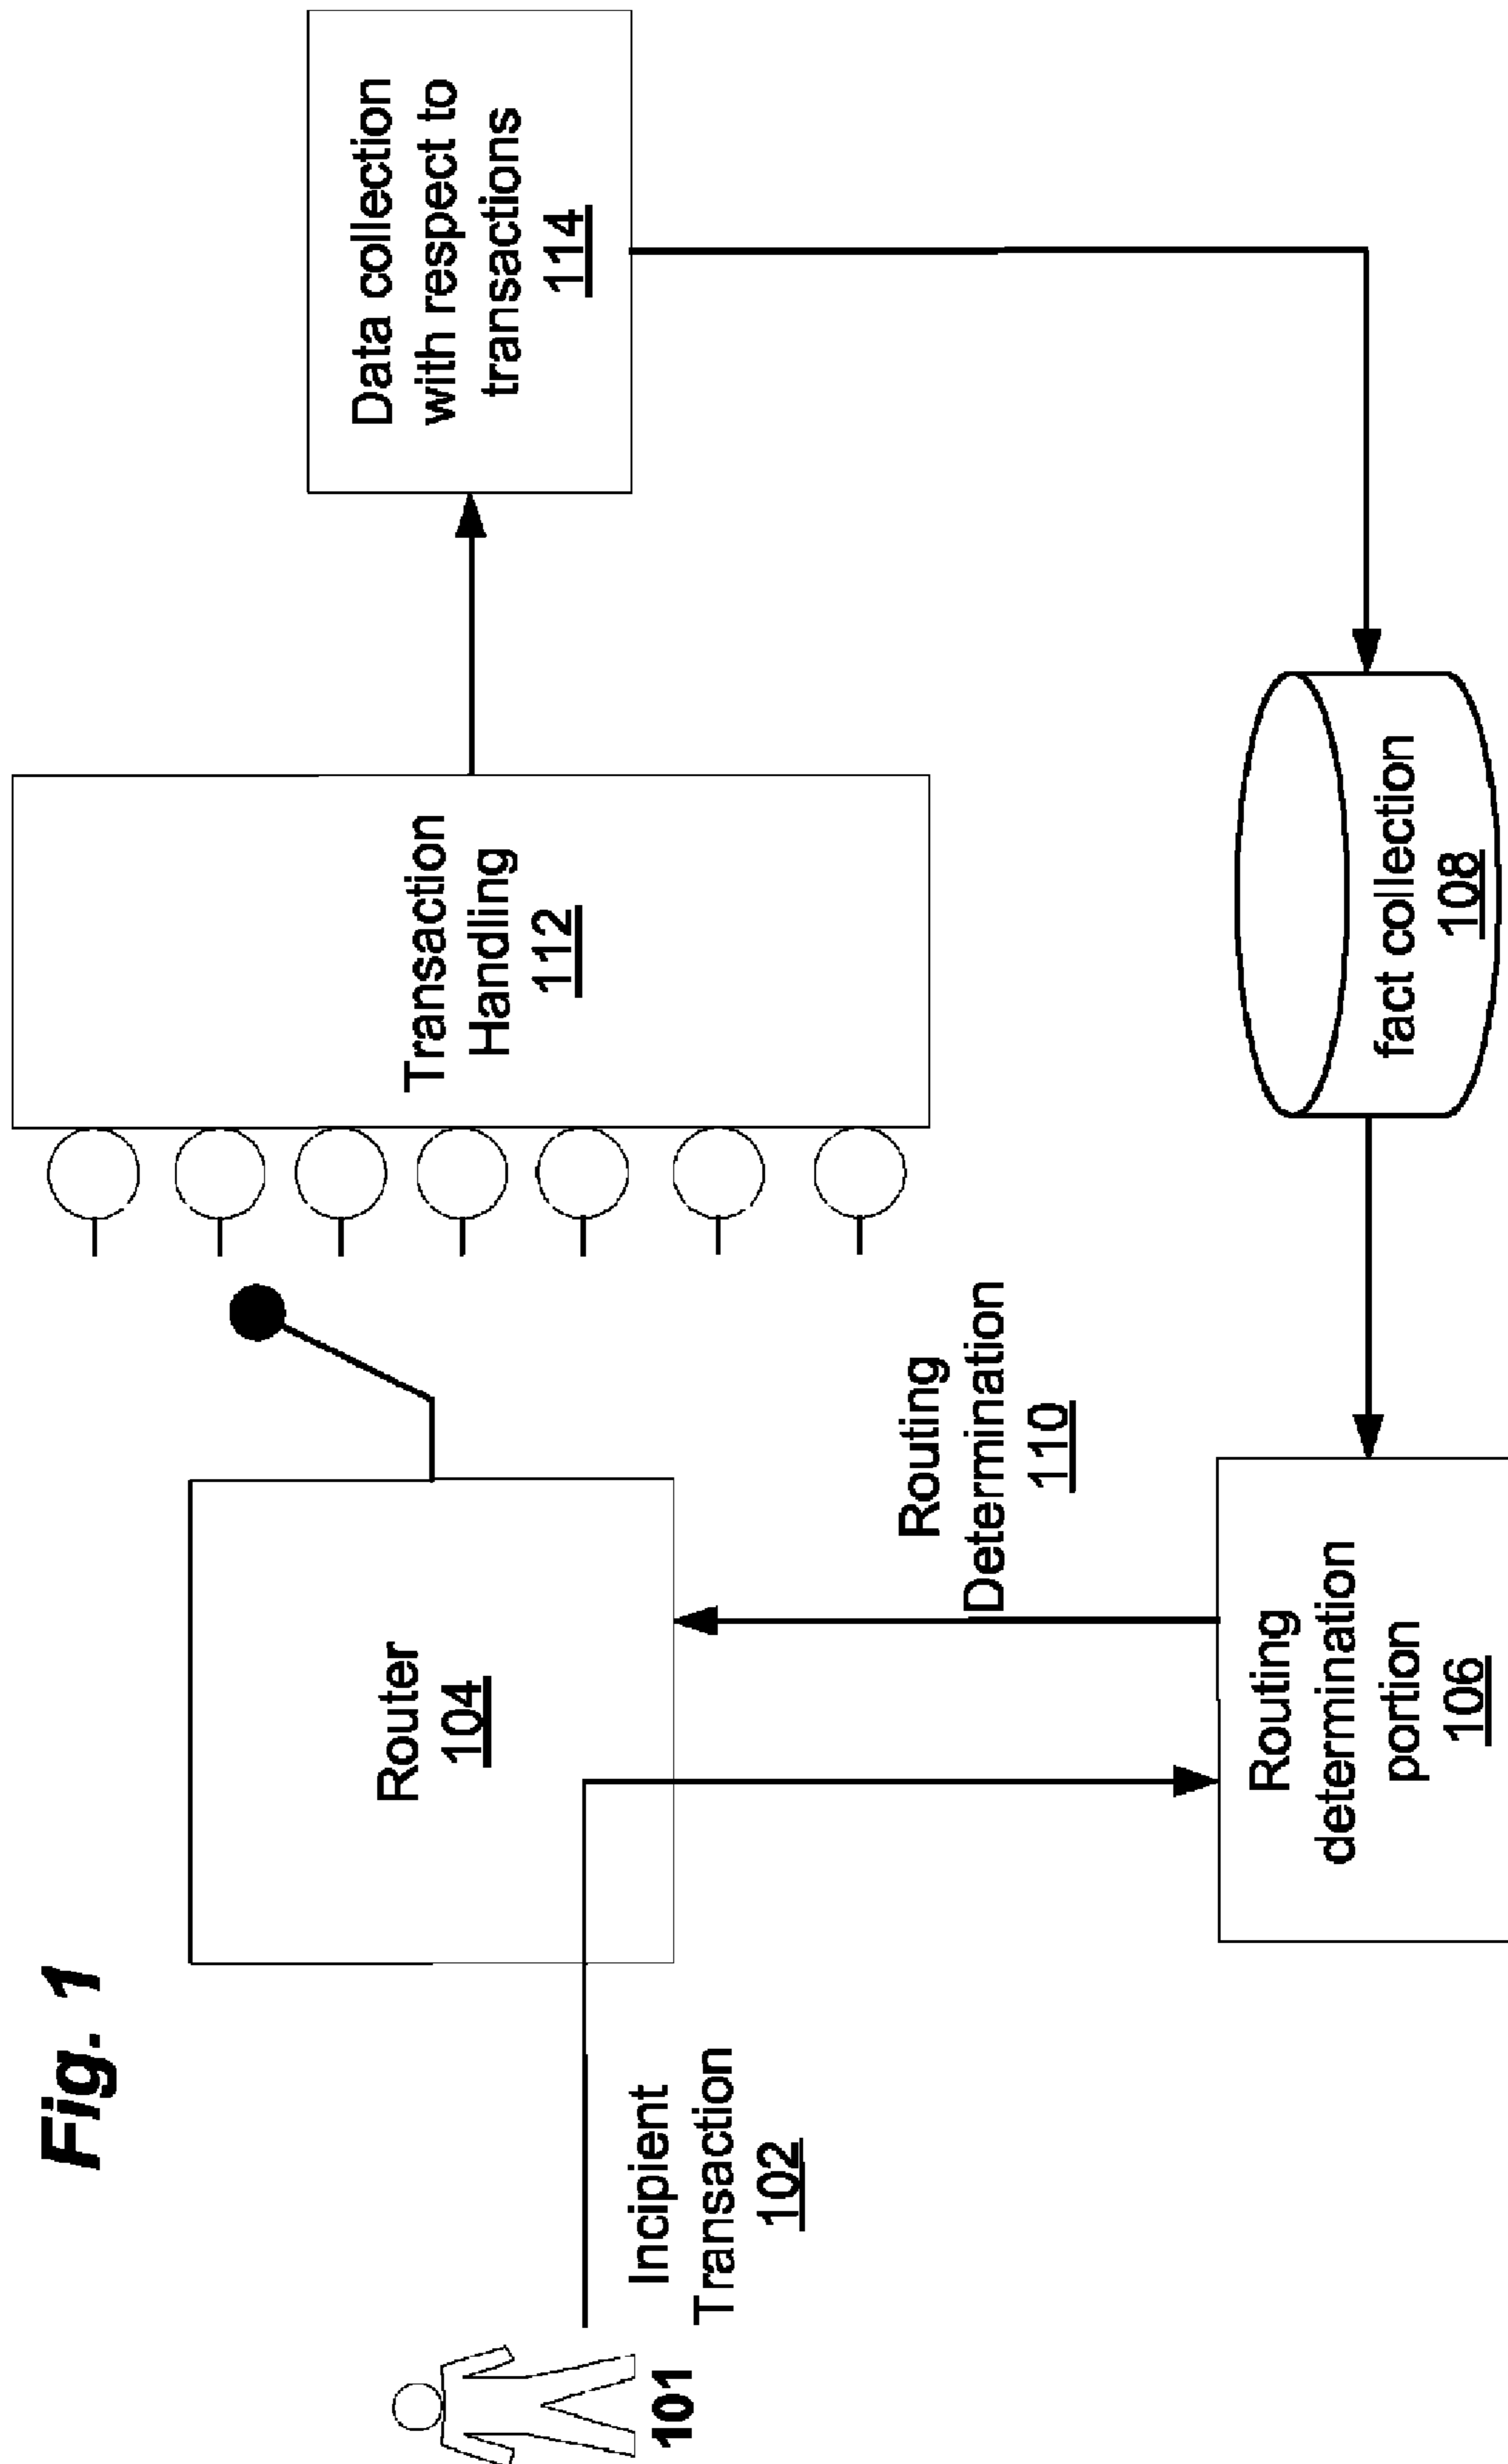 Fig. 1
101
Incipient
Transaction
102
Router
104
Routing
Determination
110
Routing
determination
portion
106
Transaction
Handling
112
Data collection
with respect to
transactions
114
fact collection
108